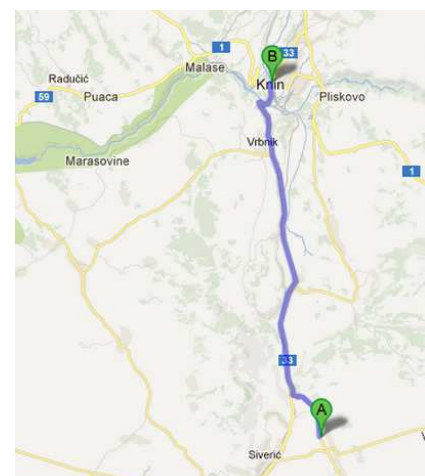 B
1
33
Malase
Radučić
Knin
59
Puaca
Pliskovo
Vrbnik
Marasovine
1
33
A
Siverić
V